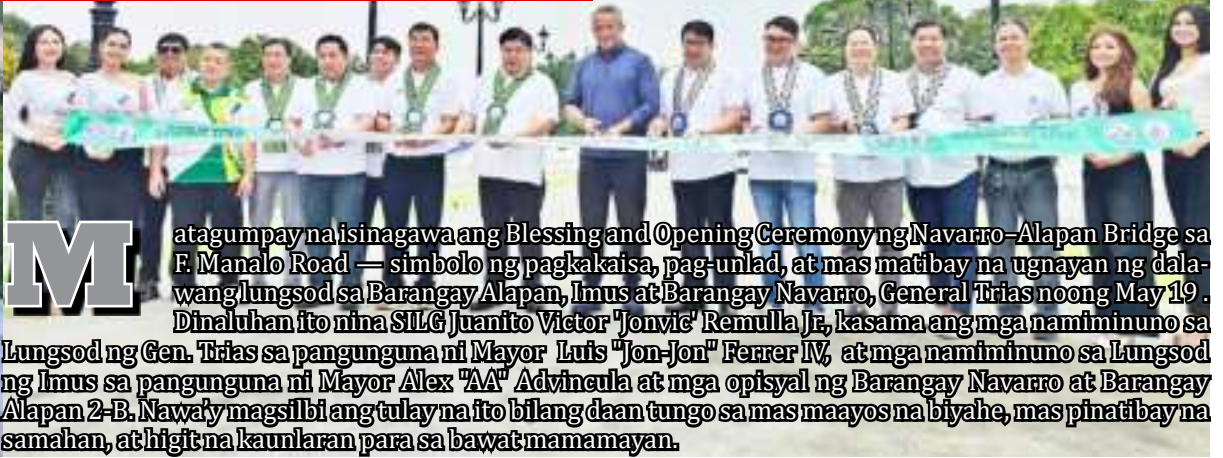 Matagumpay na isinagawa ang Blessing and Opening Ceremony ng Navarro–Alapan Bridge sa
F. Manalo Road — simbolo ng pagkakaisa, pag-unlad, at mas matibay na ugnayan ng dala-
wang lungsod sa Barangay Alapan, Imus at Barangay Navarro, General Trias noong May 19 .
Dinaluhan ito nina SILG Juanito Victor 'Jonvic' Remulla Jr., kasama ang mga namiminuno sa
Lungsod ng Gen. Trias sa pangunguna ni Mayor Luis "Jon-Jon" Ferrer IV, at mga namiminuno sa Lungsod
ng Imus sa pangunguna ni Mayor Alex "AA" Advincula at mga opisyal ng Barangay Navarro at Barangay
Alapan 2-B. Nawa'y magsilbi ang tulay na ito bilang daan tungo sa mas maayos na biyahe, mas pinatibay na
samahan, at higit na kaunlaran para sa bawat mamamayan.